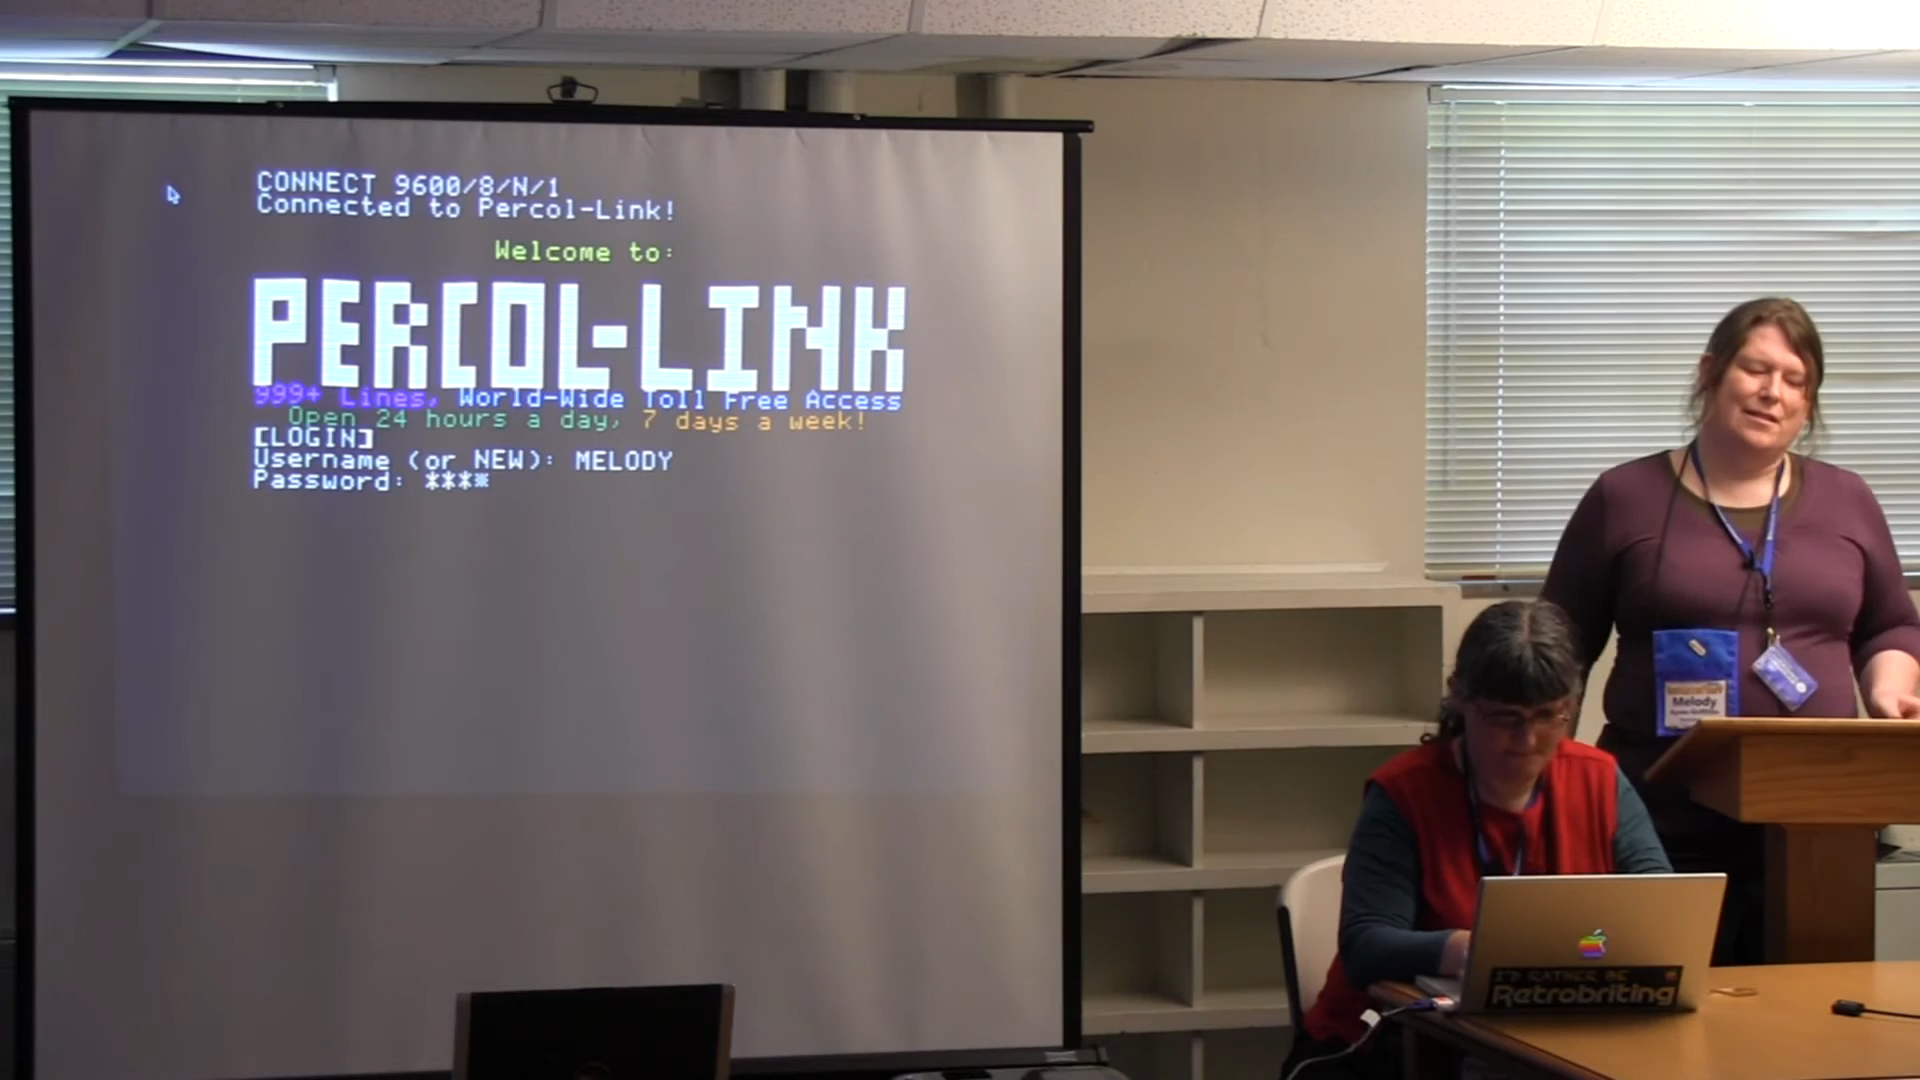 CONNECT 9600/8/N/1
Connected to Percol-Link!
Welcome to:
PERCOL-LINK
999+ Lines, World-Wide Toll Free Access
Open 24 hours a day, 7 days a week!
[LOGIN]
Username (or NEW): MELODY
Password: ****
Melody
I'D RATHER BE
Retrobriting